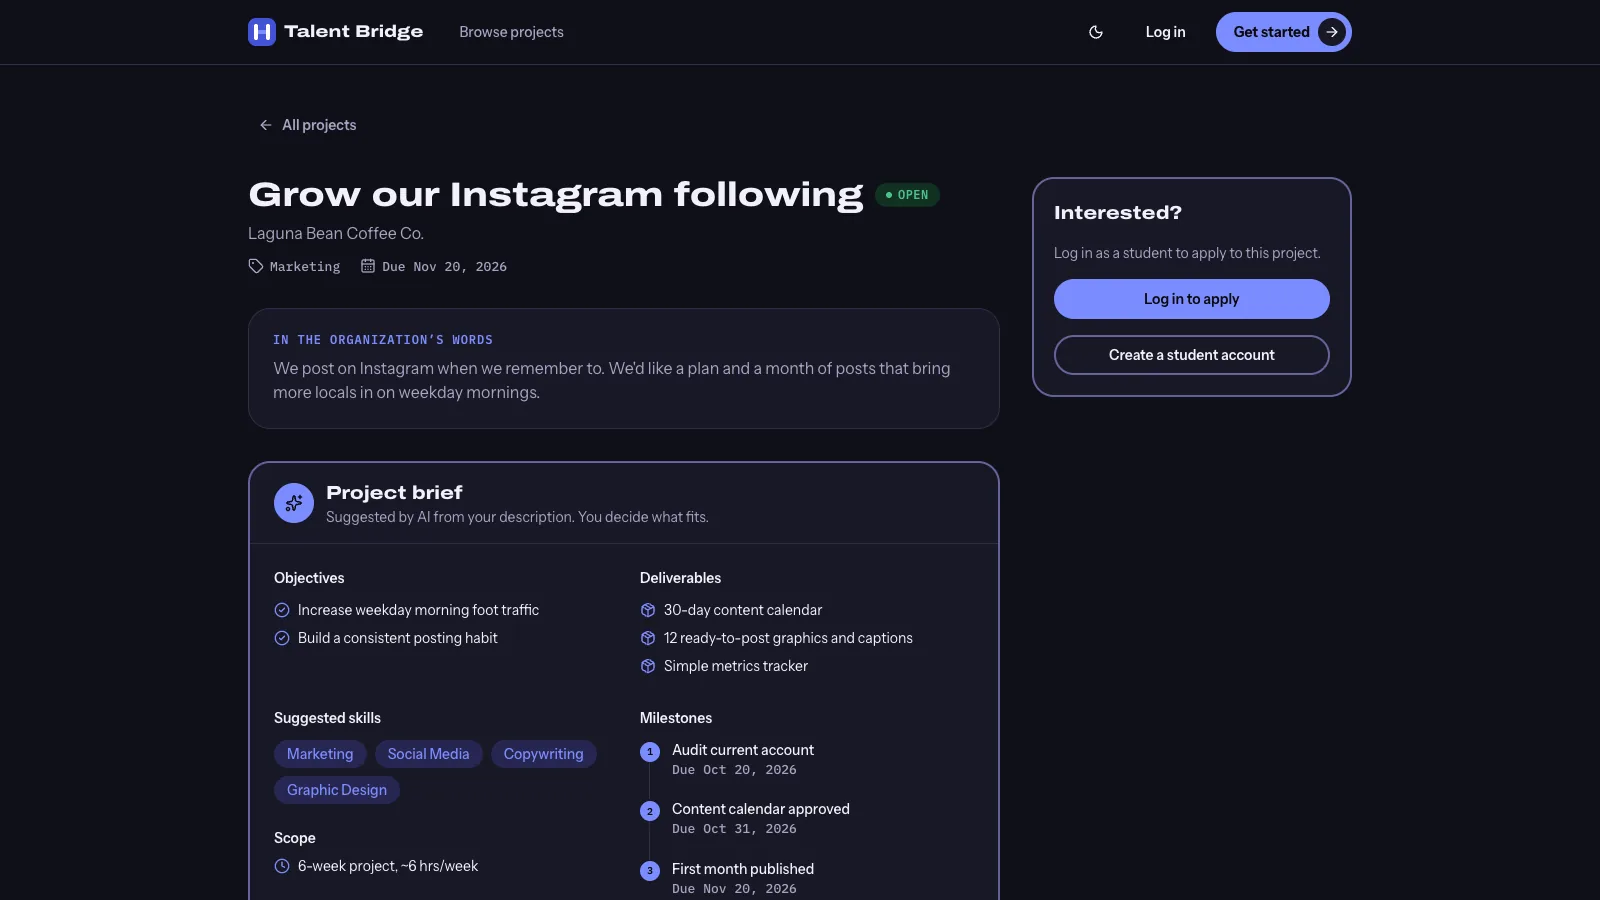 Talent Bridge
Browse projects
Log in
Get started
All projects
Grow our Instagram following
OPEN
Laguna Bean Coffee Co.
Marketing
Due Nov 20, 2026
IN THE ORGANIZATION’S WORDS
We post on Instagram when we remember to. We'd like a plan and a month of posts that bring
more locals in on weekday mornings.
Interested?
Log in as a student to apply to this project.
Log in to apply
Create a student account
Project brief
Suggested by AI from your description. You decide what fits.
Objectives
Increase weekday morning foot traffic
Build a consistent posting habit
Deliverables
30-day content calendar
12 ready-to-post graphics and captions
Simple metrics tracker
Suggested skills
Marketing
Social Media
Copywriting
Graphic Design
Scope
6-week project, ~6 hrs/week
Milestones
1
Audit current account
Due Oct 20, 2026
2
Content calendar approved
Due Oct 31, 2026
3
First month published
Due Nov 20, 2026